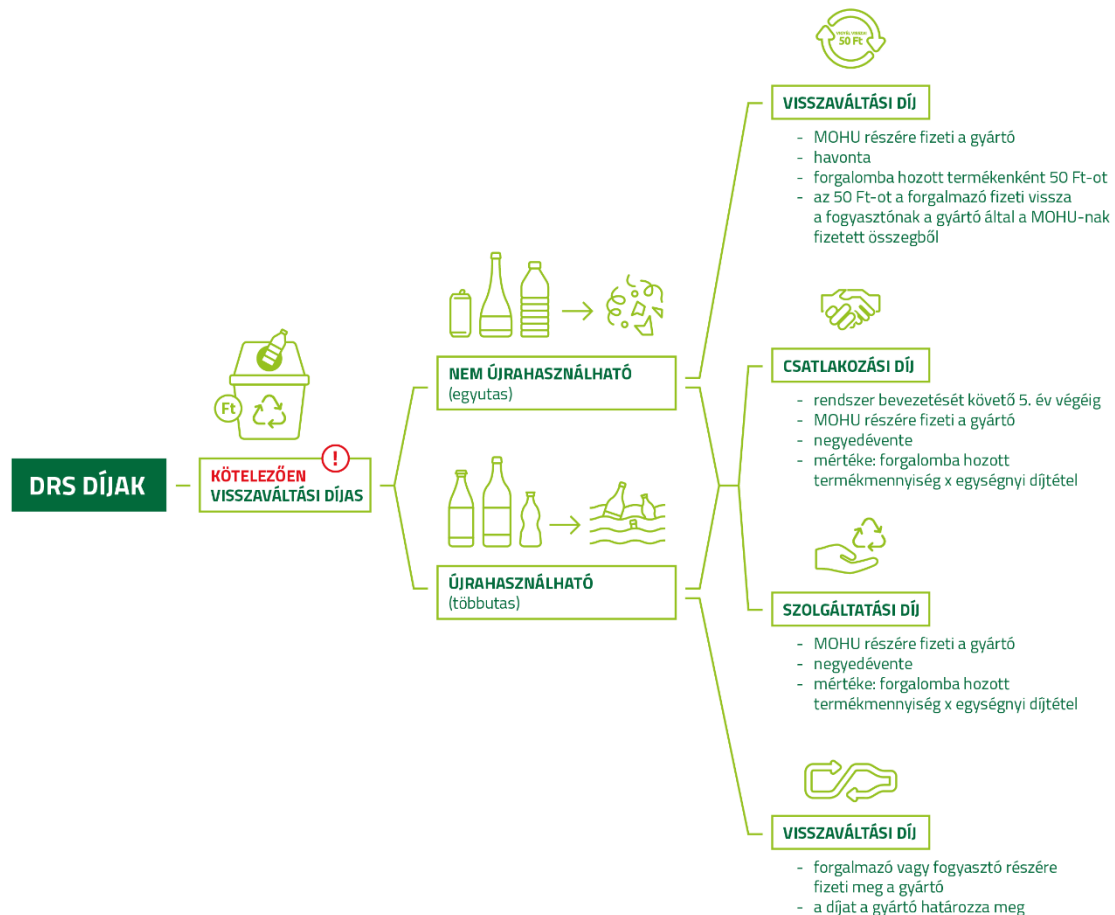 50 Ft
VISSZAVÁLTÁSI DÍJ
- MOHU részére fizeti a gyártó
- havonta
- forgalomba hozott termékenként 50 Ft-ot
- az 50 Ft-ot a forgalmazó fizeti vissza
a fogyasztónak a gyártó által a MOHU-nak
fizetett összegből
NEM ÚJRAHASZNÁLHATÓ
(egyutas)
CSATLAKOZÁSI DÍJ
- rendszer bevezetését követő 5. év végéig
- MOHU részére fizeti a gyártó
- negyedévente
- mértéke: forgalomba hozott
termékmennyiség x egységnyi díjtétel
Ft
!
DRS DÍJAK
KÖTELEZŐEN
VISSZAVÁLTÁSI DÍJAS
ÚJRAHASZNÁLHATÓ
(többutas)
SZOLGÁLTATÁSI DÍJ
- MOHU részére fizeti a gyártó
- negyedévente
- mértéke: forgalomba hozott
termékmennyiség x egységnyi díjtétel
VISSZAVÁLTÁSI DÍJ
- forgalmazó vagy fogyasztó részére
fizeti meg a gyártó
- a díjat a gyártó határozza meg